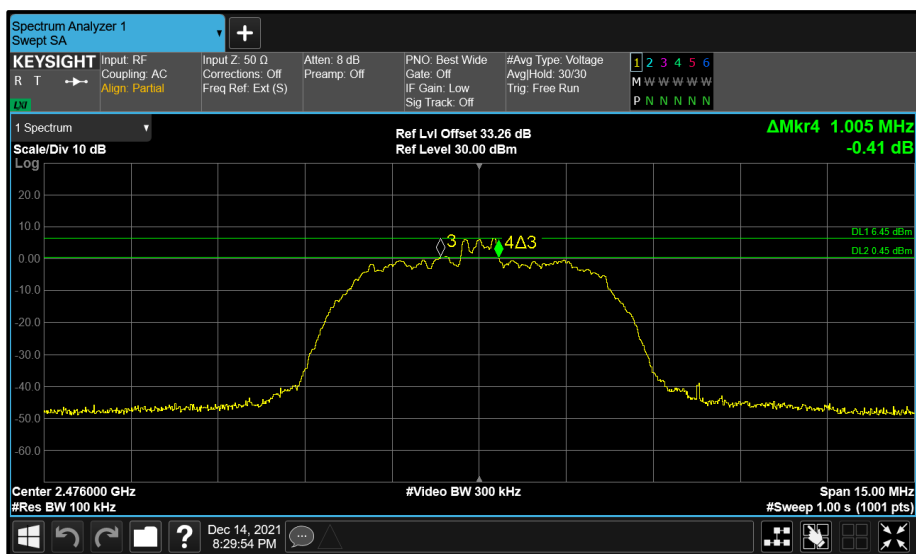 Spectrum Analyzer 1
Swept SA
KEYSIGHT
R T
LXI
Input: RF
Coupling: AC
Align: Partial
Input Z: 50 Ω
Corrections: Off
Freq Ref: Ext (S)
Atten: 8 dB
Preamp: Off
PNO: Best Wide
Gate: Off
IF Gain: Low
Sig Track: Off
#Avg Type: Voltage
Avg|Hold: 30/30
Trig: Free Run
1 2 3 4 5 6
M W W W W W
P N N N N N
1 Spectrum
Scale/Div 10 dB
Log
Ref Lvl Offset 33.26 dB
Ref Level 30.00 dBm
ΔMkr4 1.005 MHz
-0.41 dB
20.0
10.0
0.00
-10.0
-20.0
-30.0
-40.0
-50.0
-60.0
3
4Δ3
DL1 6.45 dBm
DL2 0.45 dBm
Center 2.476000 GHz
#Res BW 100 kHz
#Video BW 300 kHz
Span 15.00 MHz
#Sweep 1.00 s (1001 pts)
?
Dec 14, 2021
8:29:54 PM